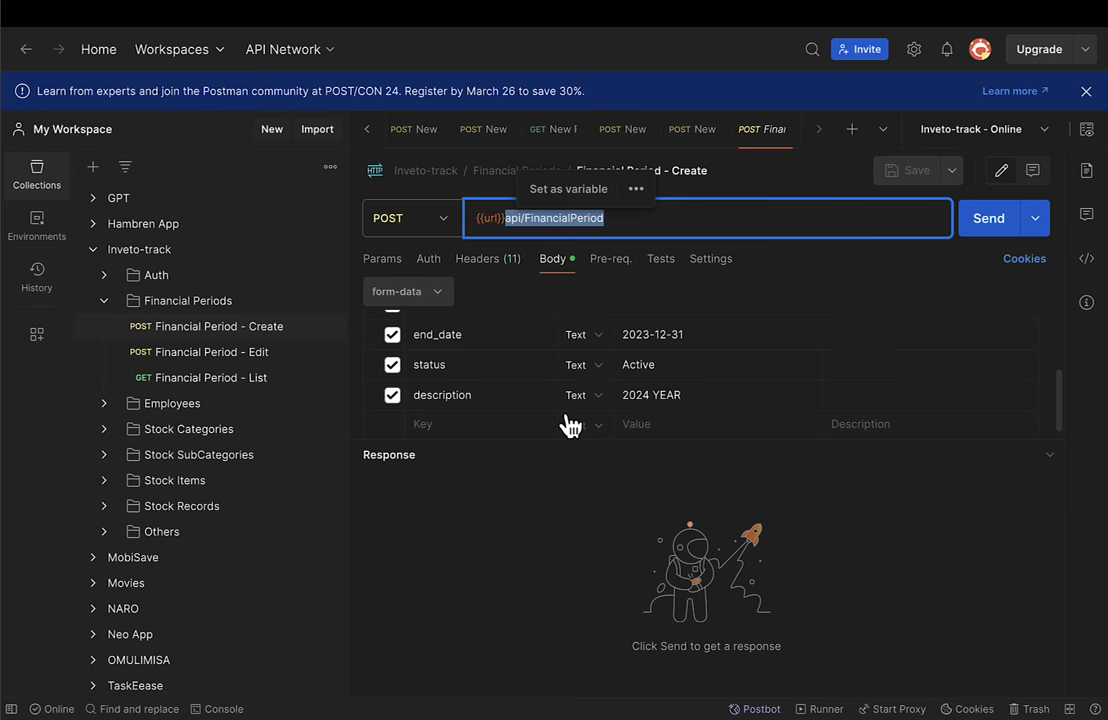 Home Workspaces API Network Invite Upgrade
Learn from experts and join the Postman community at POST/CON 24. Register by March 26 to save 30%. Learn more
My Workspace New Import POST New POST New GET New POST New POST New POST Inveto-track - Online
Collections
Environments
History
GPT
Hambren App
Inveto-track
Auth
Financial Periods
POST Financial Period - Create
POST Financial Period - Edit
GET Financial Period - List
Employees
Stock Categories
Stock SubCategories
Stock Items
Stock Records
Others
MobiSave
Movies
NARO
Neo App
OMULIMISA
TaskEease
HTTP Inveto-track / Financial Periods / Financial Period - Create Save
Set as variable
POST {{url}}api/FinancialPeriod Send
Params Auth Headers (11) Body Pre-req. Tests Settings Cookies
form-data
end_date Text 2023-12-31
status Text Active
description Text 2024 YEAR
Key Value Description
Response
Click Send to get a response
Online Find and replace Console Postbot Runner Start Proxy Cookies Trash